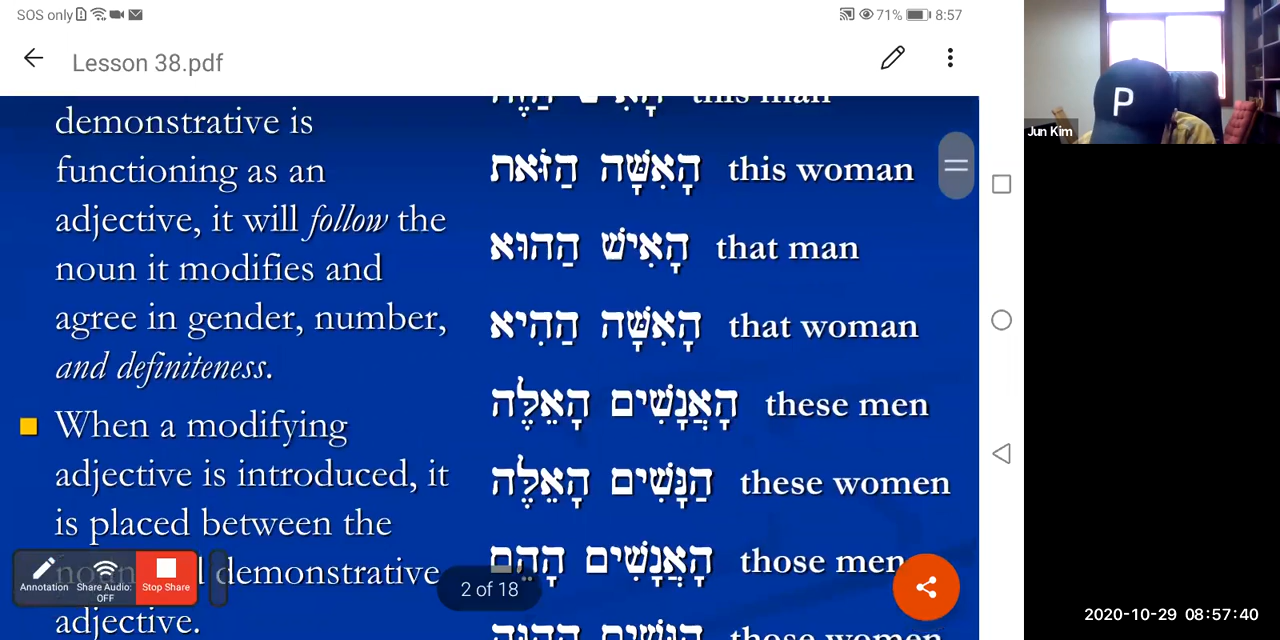 SOS only 71% 8:57
Lesson 38.pdf
demonstrative is
functioning as an
adjective, it will follow the
noun it modifies and
agree in gender, number,
and definiteness.
When a modifying
adjective is introduced, it
is placed between the
demonstrative
adjective.
this man
הָאִשָּׁה הַזֹּאת this woman
הָאִישׁ הַהוּא that man
הָאִשָּׁה הַהִיא that woman
הָאֲנָשִׁים הָאֵלֶּה these men
הַנָּשִׁים הָאֵלֶּה these women
הָאֲנָשִׁים הָהֵם those men
those women
Annotation
Share Audio:
OFF
Stop Share
2 of 18
P
Jun Kim
2020-10-29 08:57:40